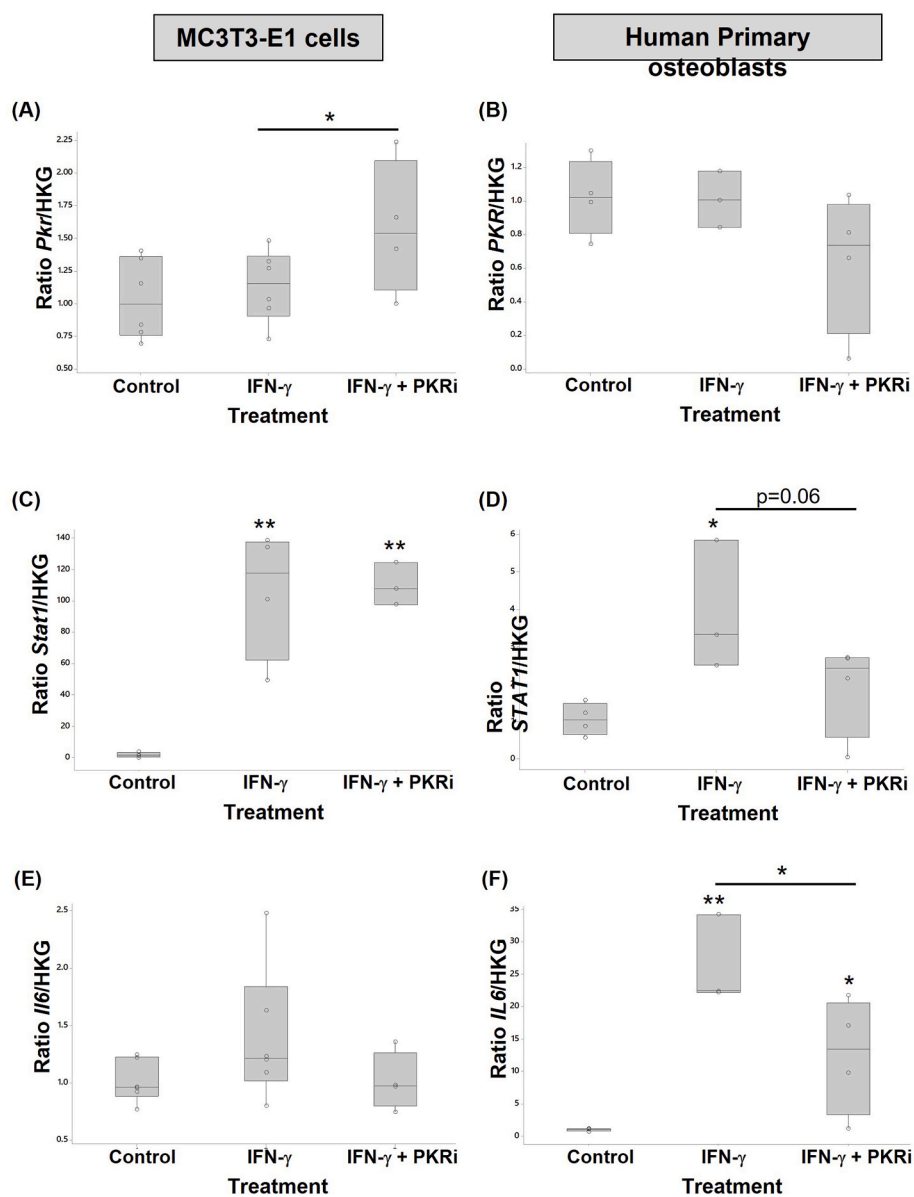 MC3T3-E1 cells
Human Primary
osteoblasts
(A)
*
2.25
2.00
1.75
1.50
1.25
1.00
0.75
0.50
Ratio Pkr/HKG
Control
IFN-γ
IFN-γ + PKRi
Treatment
(B)
1.2
1.0
0.8
0.6
0.4
0.2
0.0
Ratio PKR/HKG
Control
IFN-γ
IFN-γ + PKRi
Treatment
(C)
**
**
140
120
100
80
60
40
20
0
Ratio Stat1/HKG
Control
IFN-γ
IFN-γ + PKRi
Treatment
(D)
p=0.06
*
6
5
4
0
Ratio
STAT1/HKG
Control
IFN-γ
IFN-γ + PKRi
Treatment
(E)
2.5
2.0
1.5
1.0
0.5
Ratio Il6/HKG
Control
IFN-γ
IFN-γ + PKRi
Treatment
(F)
*
**
*
35
30
25
20
15
10
5
0
Ratio IL6/HKG
Control
IFN-γ
IFN-γ + PKRi
Treatment